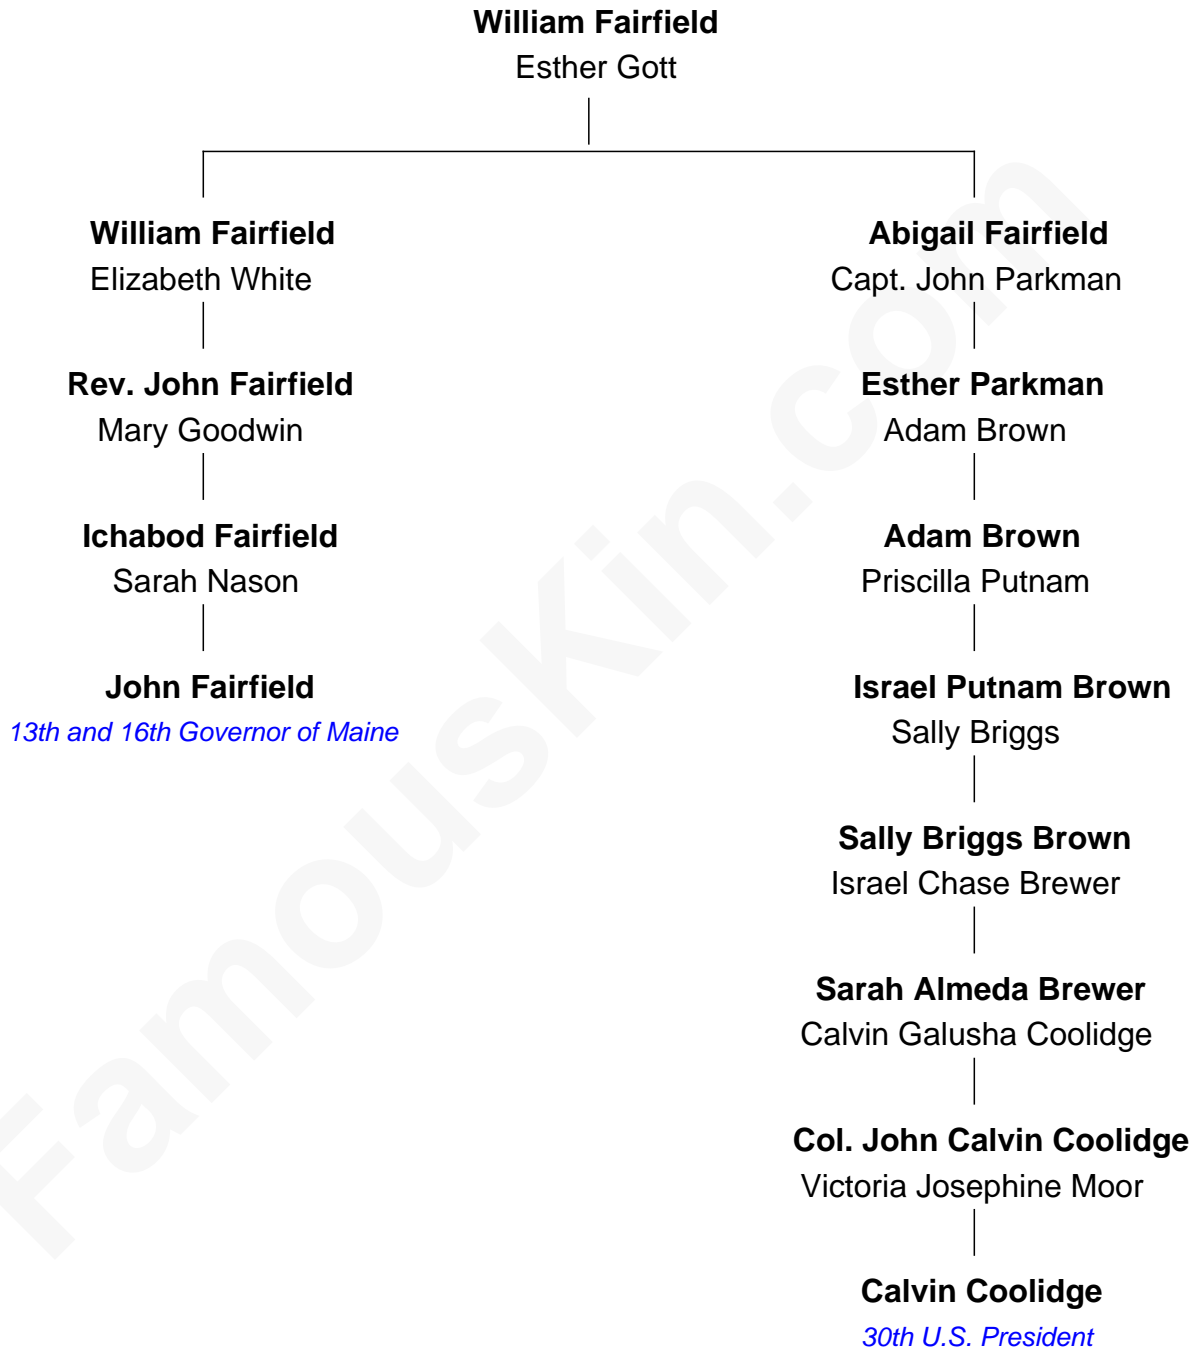 William Fairfield
Esther Gott
William Fairfield
Elizabeth White
Abigail Fairfield
Capt. John Parkman
Rev. John Fairfield
Mary Goodwin
Esther Parkman
Adam Brown
Ichabod Fairfield
Sarah Nason
Adam Brown
Priscilla Putnam
John Fairfield
13th and 16th Governor of Maine
Israel Putnam Brown
Sally Briggs
Sally Briggs Brown
Israel Chase Brewer
Sarah Almeda Brewer
Calvin Galusha Coolidge
Col. John Calvin Coolidge
Victoria Josephine Moor
Calvin Coolidge
30th U.S. President
FamousKin.com